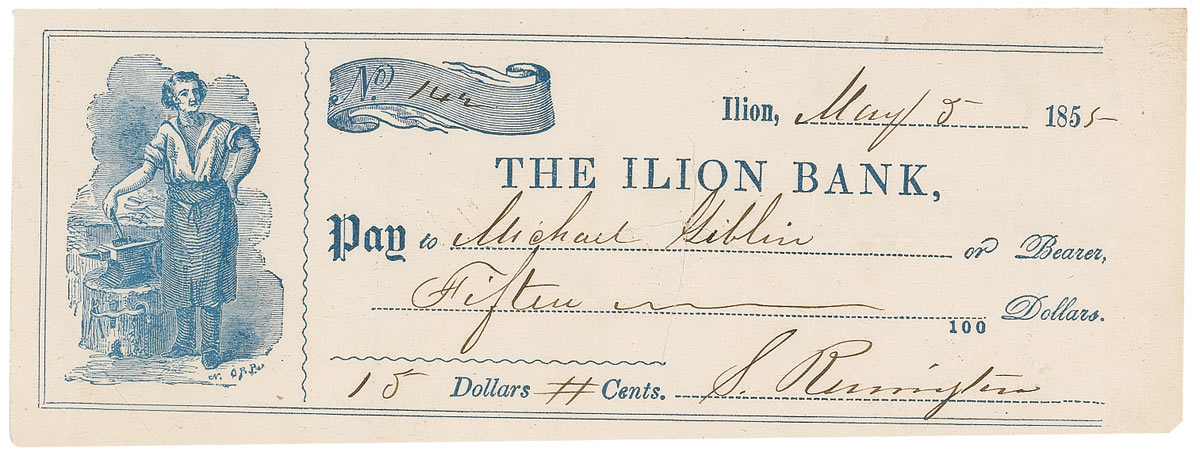 No 142
Ilion, May 5 1855
THE ILION BANK,
Pay to Michael Giblin or Bearer,
Fifteen
100 Dollars.
15 Dollars # Cents. S. Remington